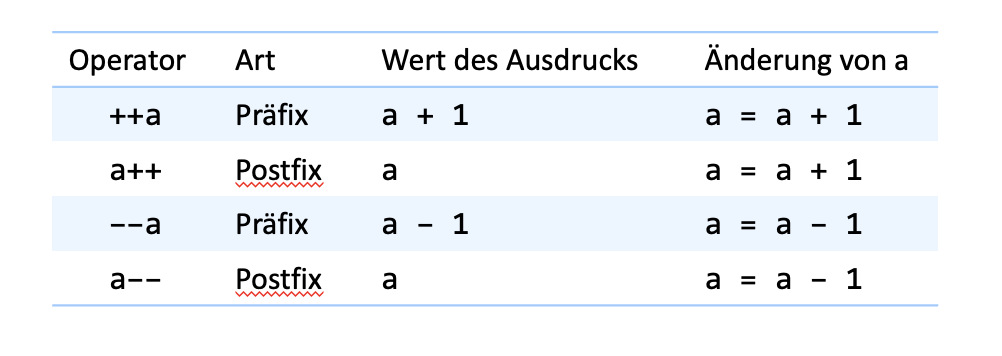 Operator Art Wert des Ausdrucks Änderung von a
++a Präfix a + 1 a = a + 1
a++ Postfix a a = a + 1
--a Präfix a - 1 a = a - 1
a-- Postfix a a = a - 1